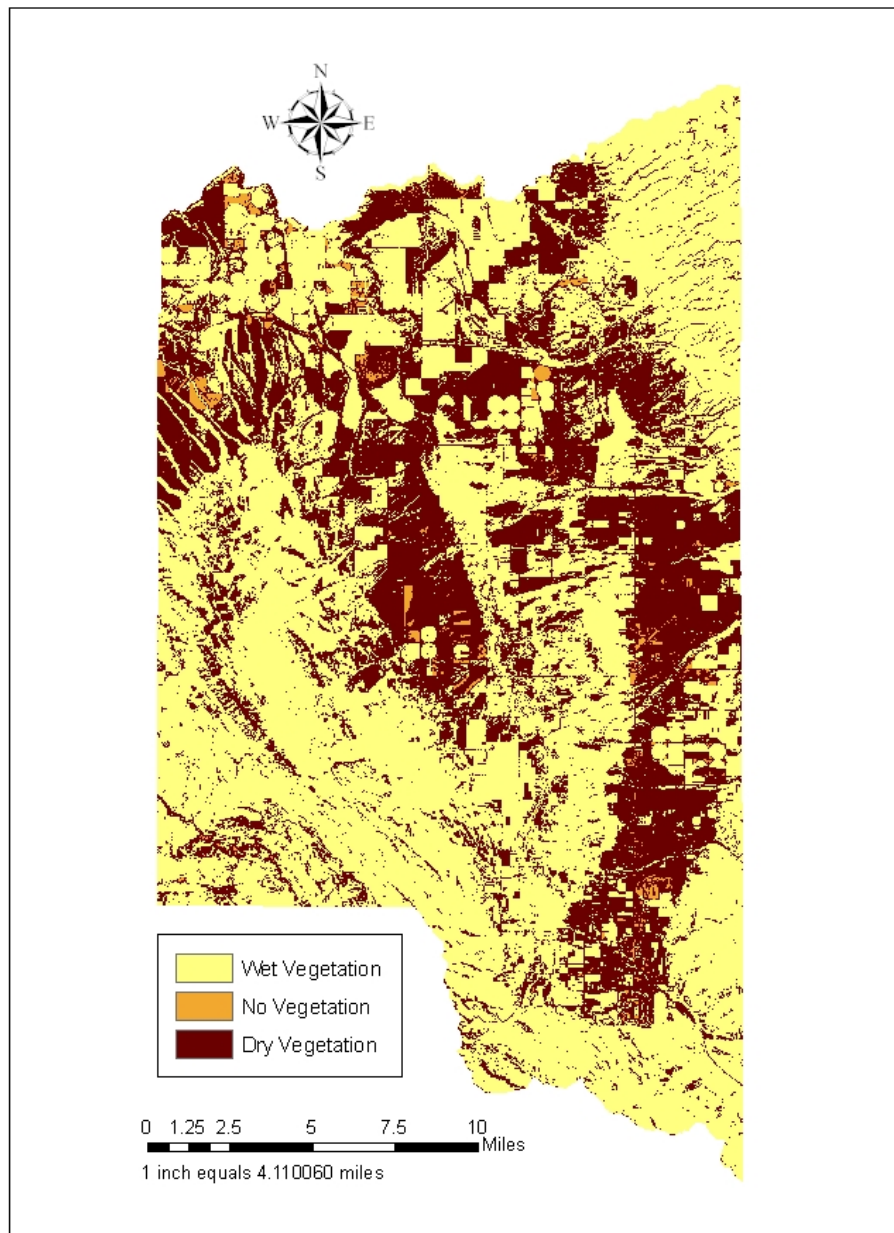 N
W E
S
Wet Vegetation
No Vegetation
Dry Vegetation
0 1.25 2.5 5 7.5 10
Miles
1 inch equals 4.110060 miles